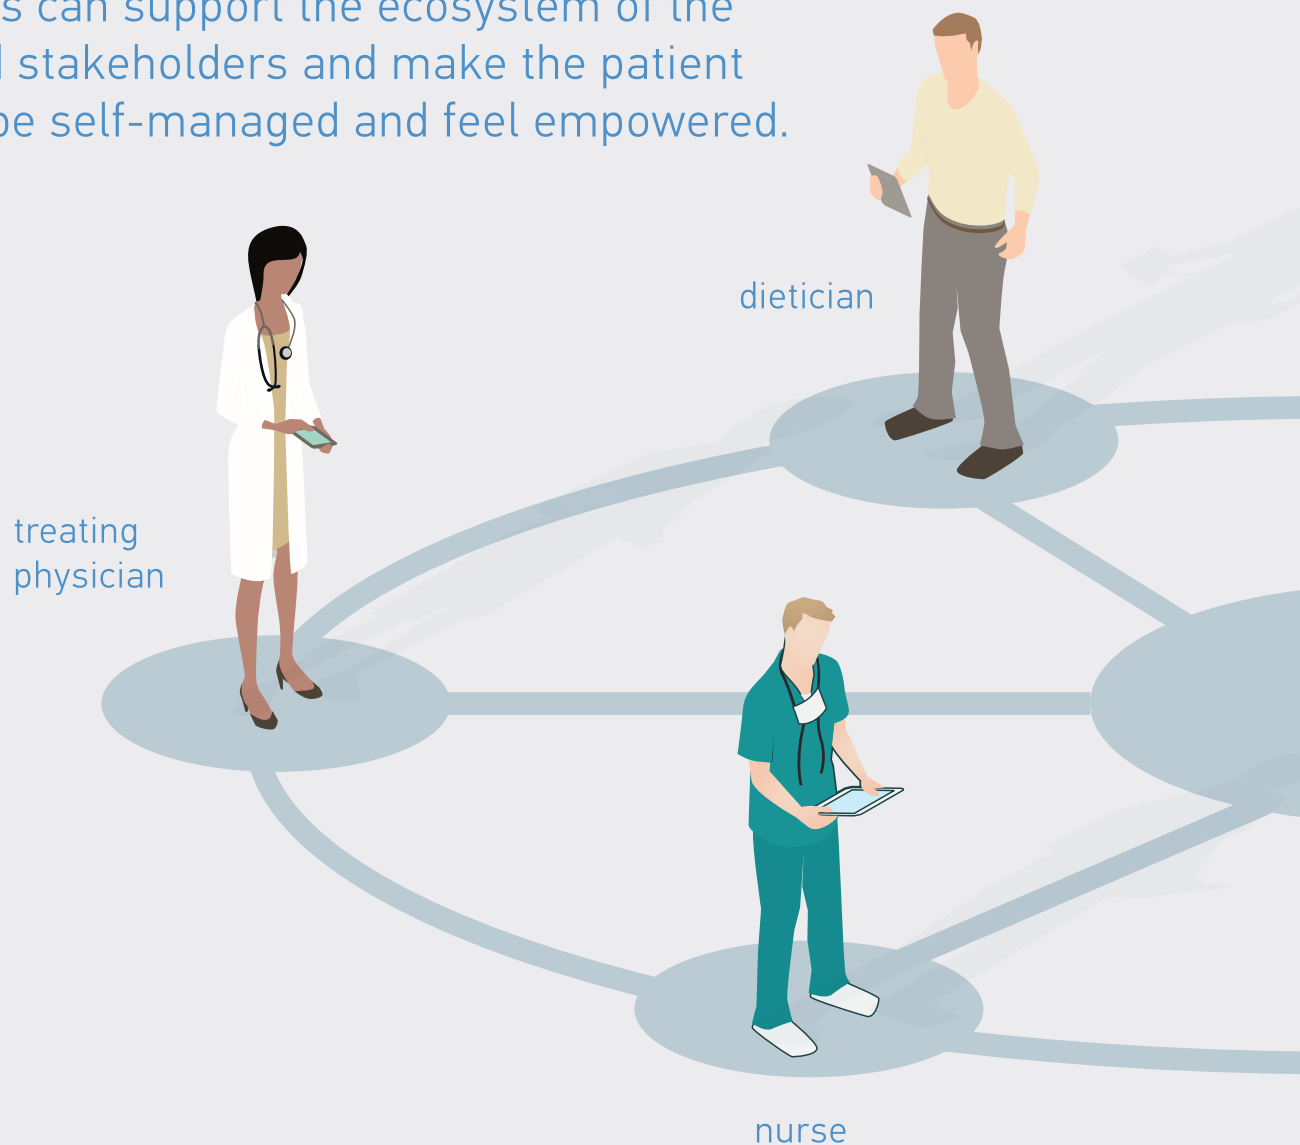 s can support the ecosystem of the
stakeholders and make the patient
be self-managed and feel empowered.
dietician
treating
physician
nurse